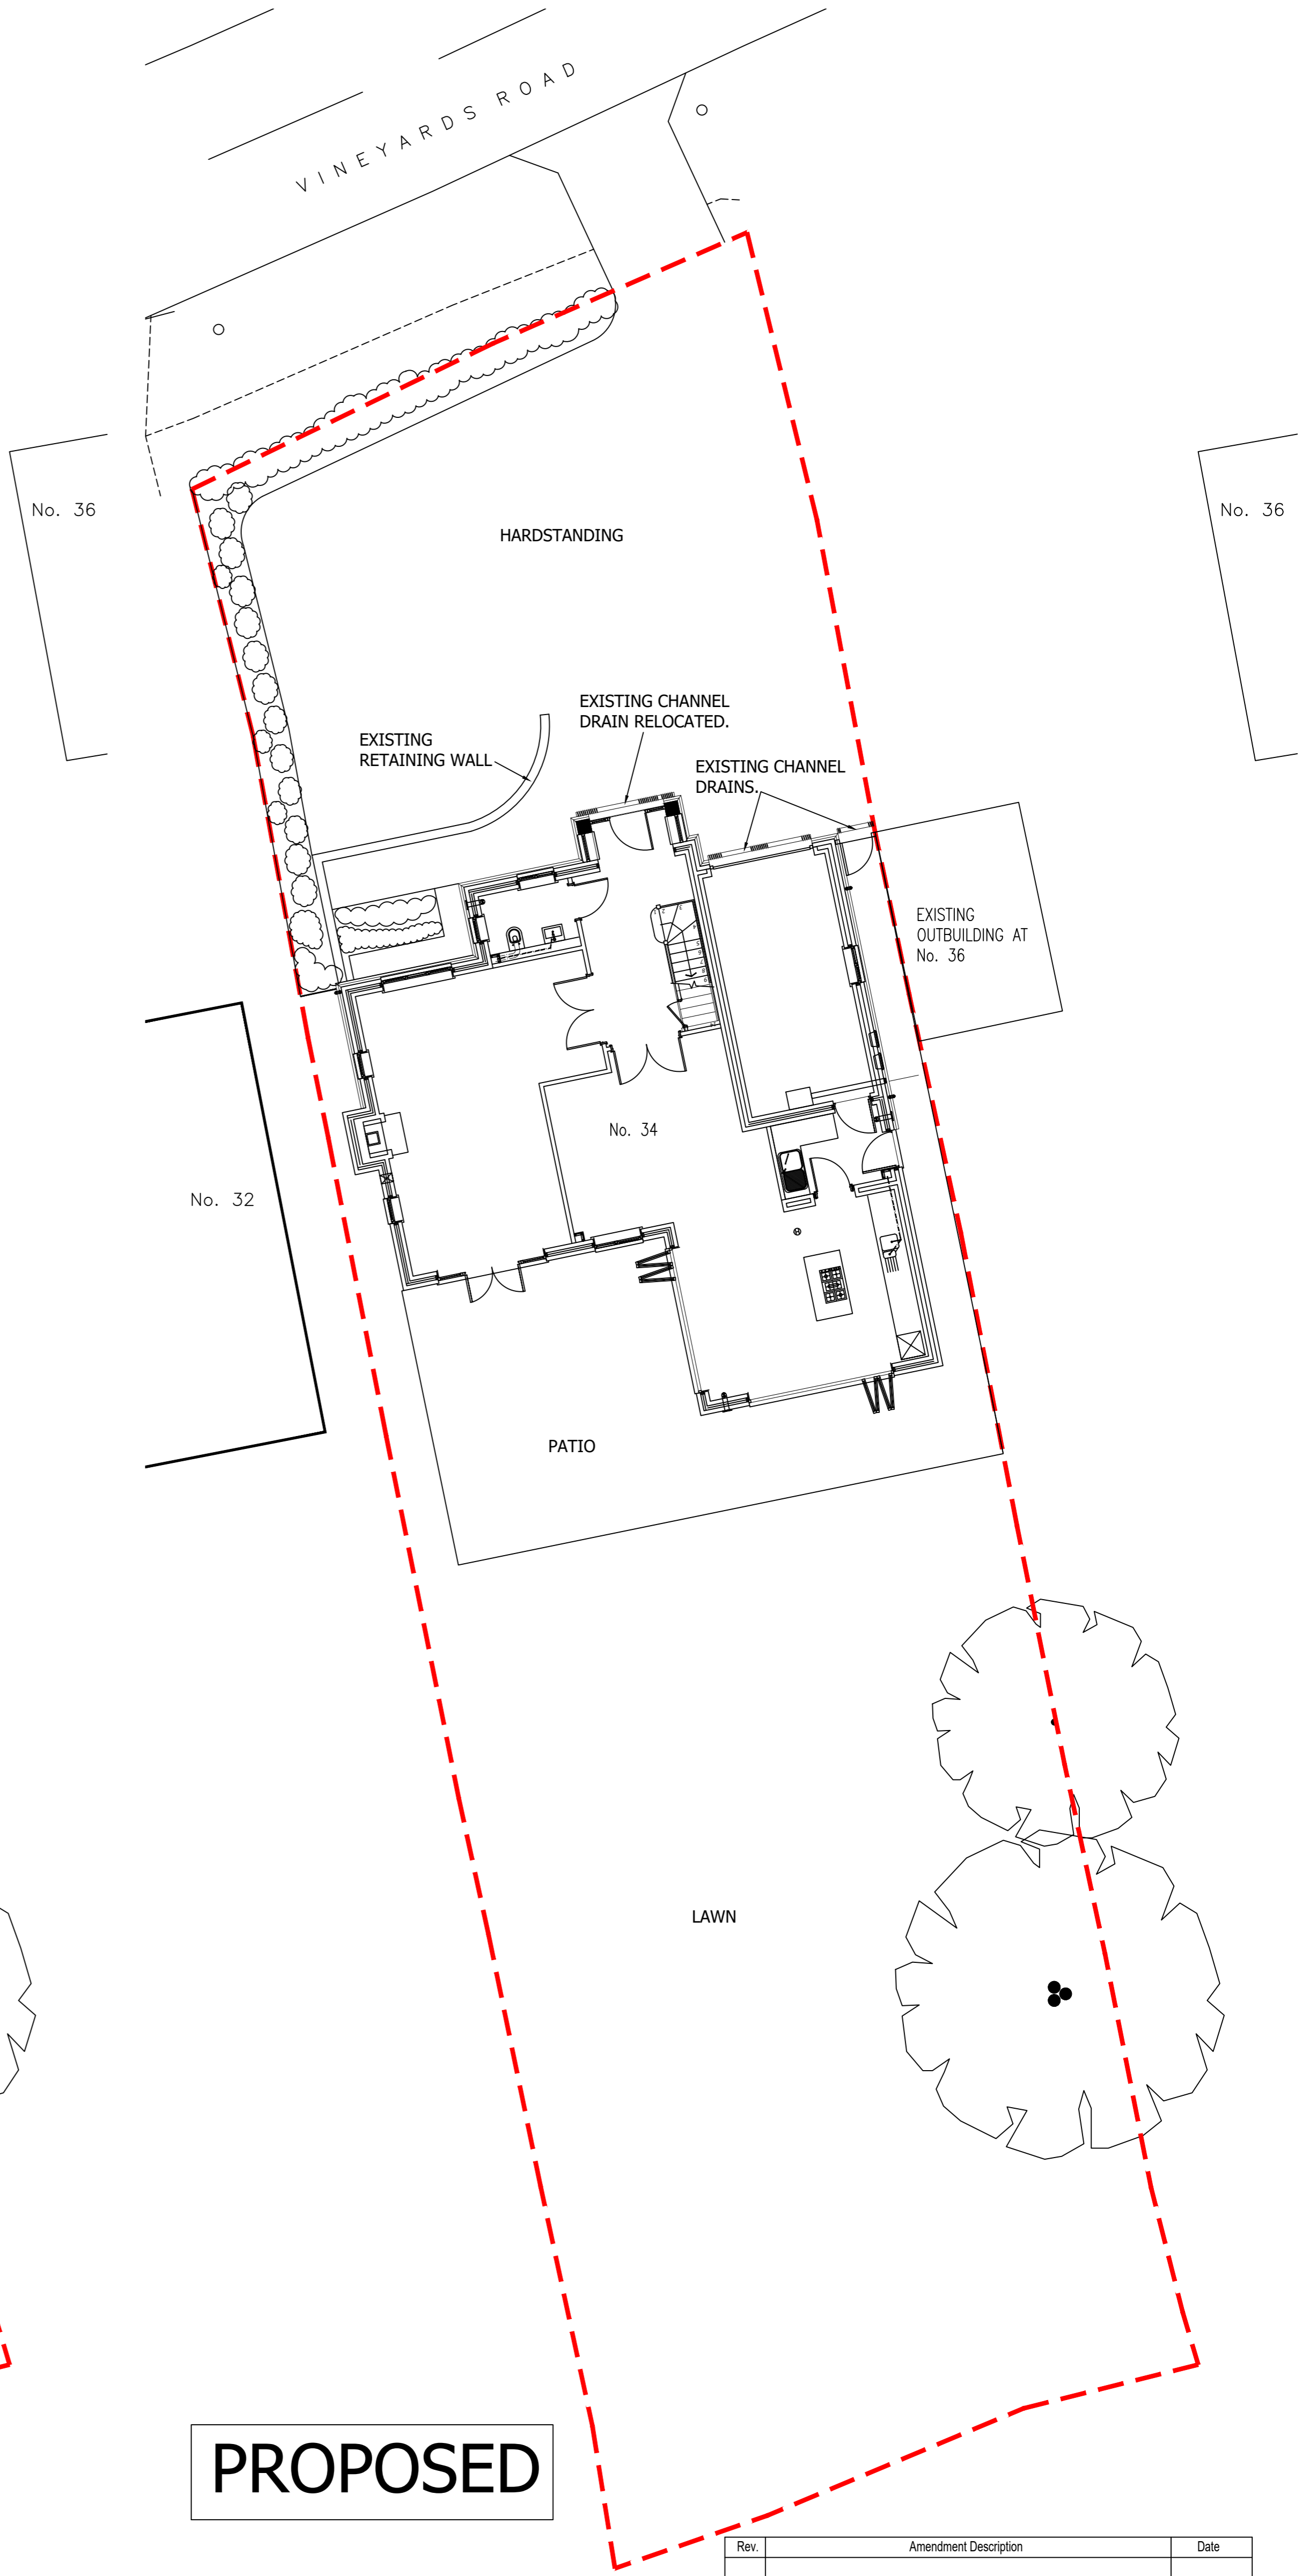 VINEYARDS ROAD
No. 36
No. 36
HARDSTANDING
EXISTING CHANNEL
DRAIN RELOCATED.
EXISTING
RETAINING WALL
EXISTING CHANNEL
DRAINS.
EXISTING
OUTBUILDING AT
No. 36
No. 34
No. 32
PATIO
LAWN
PROPOSED
Rev.
Amendment Description
Date